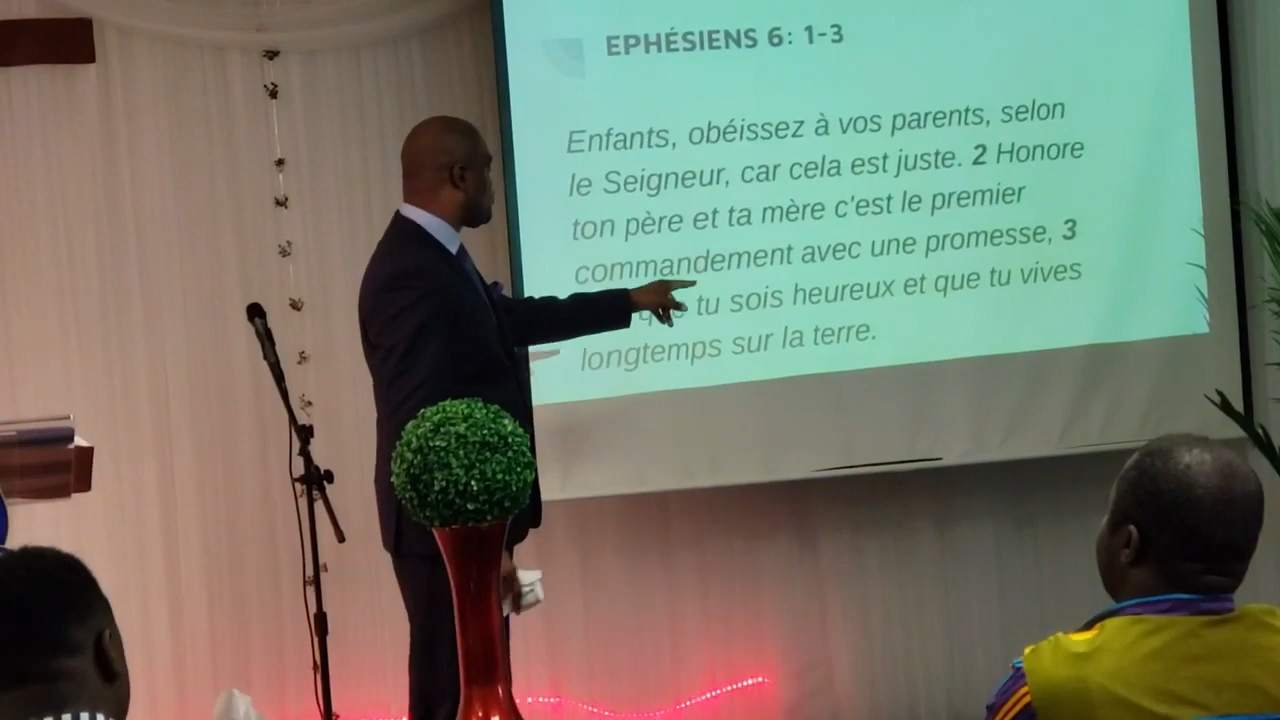 EPHÉSIENS 6: 1-3
Enfants, obéissez à vos parents, selon
le Seigneur, car cela est juste. 2 Honore
ton père et ta mère c'est le premier
commandement avec une promesse, 3
que tu sois heureux et que tu vives
longtemps sur la terre.